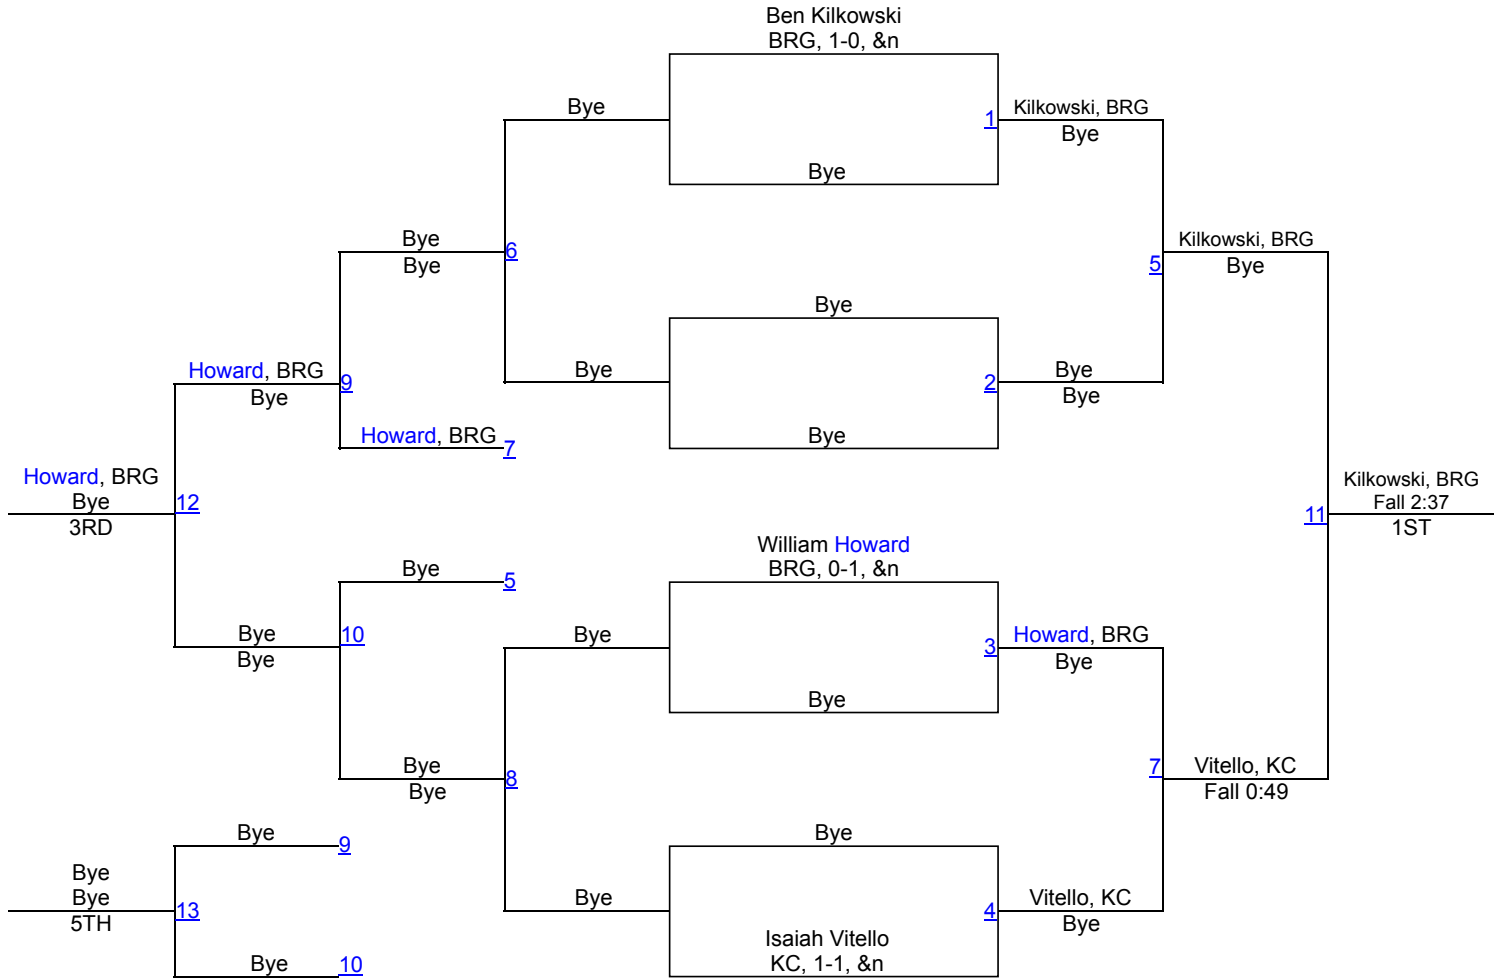 Ben Kilkowski
BRG, 1-0, &n
Bye
1
Kilkowski, BRG
Bye
Bye
Bye
Bye
6
Kilkowski, BRG
5
Bye
Bye
Howard, BRG
9
Bye
Bye
2
Bye
Bye
Bye
Howard, BRG
7
Howard, BRG
Bye
12
3RD
Kilkowski, BRG
Fall 2:37
11
1ST
William Howard
BRG, 0-1, &n
Bye
5
Bye
10
Bye
Bye
3
Howard, BRG
Bye
Bye
Bye
8
Bye
7
Vitello, KC
Fall 0:49
Bye
9
Bye
Bye
Bye
13
5TH
Bye
4
Vitello, KC
Bye
Isaiah Vitello
KC, 1-1, &n
Bye
10